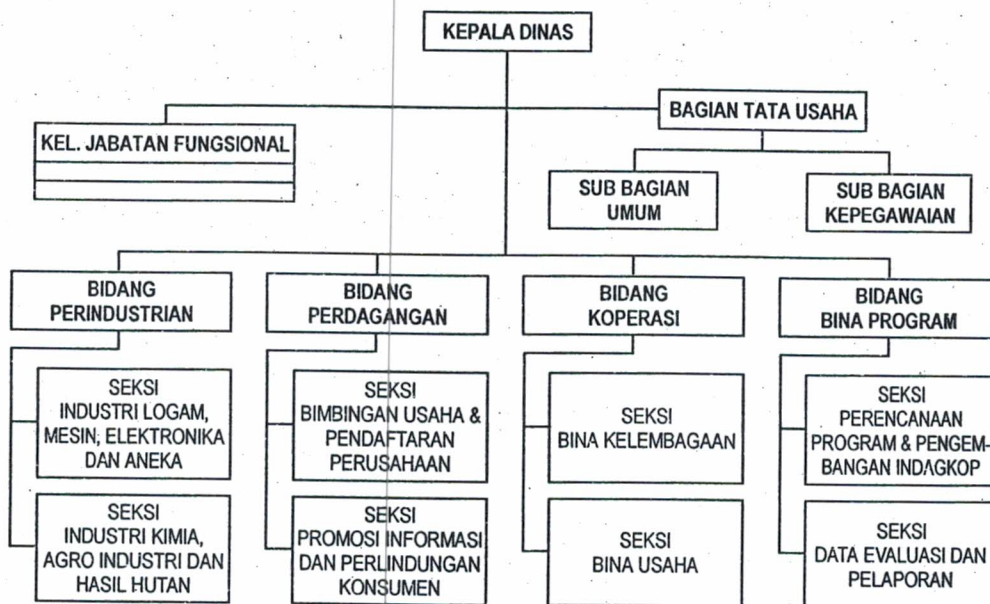 KEPALA DINAS
BAGIAN TATA USAHA
KEL. JABATAN FUNGSIONAL
SUB BAGIAN
UMUM
SUB BAGIAN
KEPEGAWAIAN
BIDANG
PERINDUSTRIAN
BIDANG
PERDAGANGAN
BIDANG
KOPERASI
BIDANG
BINA PROGRAM
SEKSI
INDUSTRI LOGAM,
MESIN, ELEKTRONIKA
DAN ANEKA
SEKSI
BIMBINGAN USAHA &
PENDAFTARAN
PERUSAHAAN
SEKSI
BINA KELEMBAGAAN
SEKSI
PERENCANAAN
PROGRAM & PENGEM-
BANGAN INDAGKOP
SEKSI
INDUSTRI KIMIA,
AGRO INDUSTRI DAN
HASIL HUTAN
SEKSI
PROMOSI INFORMASI
DAN PERLINDUNGAN
KONSUMEN
SEKSI
BINA USAHA
SEKSI
DATA EVALUASI DAN
PELAPORAN